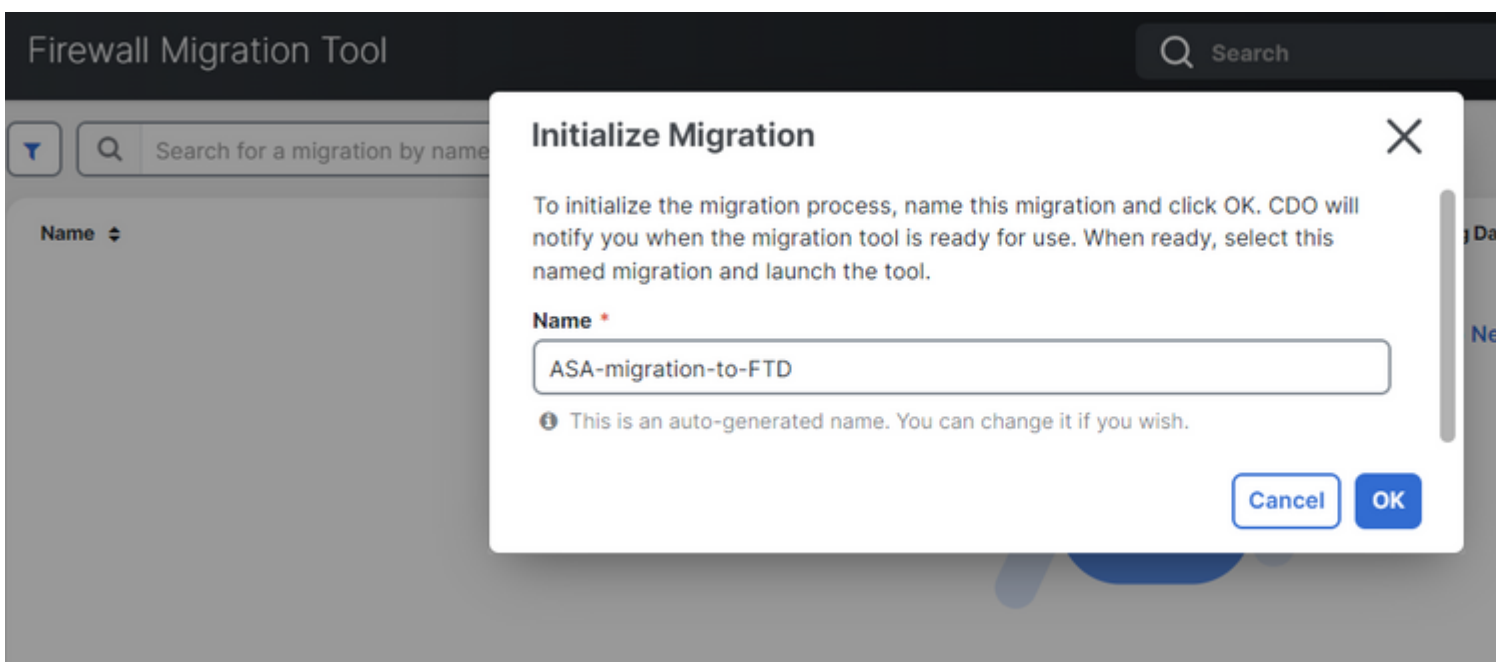 Firewall Migration Tool
Search
Search for a migration by name
Name
Initialize Migration
To initialize the migration process, name this migration and click OK. CDO will
notify you when the migration tool is ready for use. When ready, select this
named migration and launch the tool.
Name *
ASA-migration-to-FTD
This is an auto-generated name. You can change it if you wish.
Cancel
OK